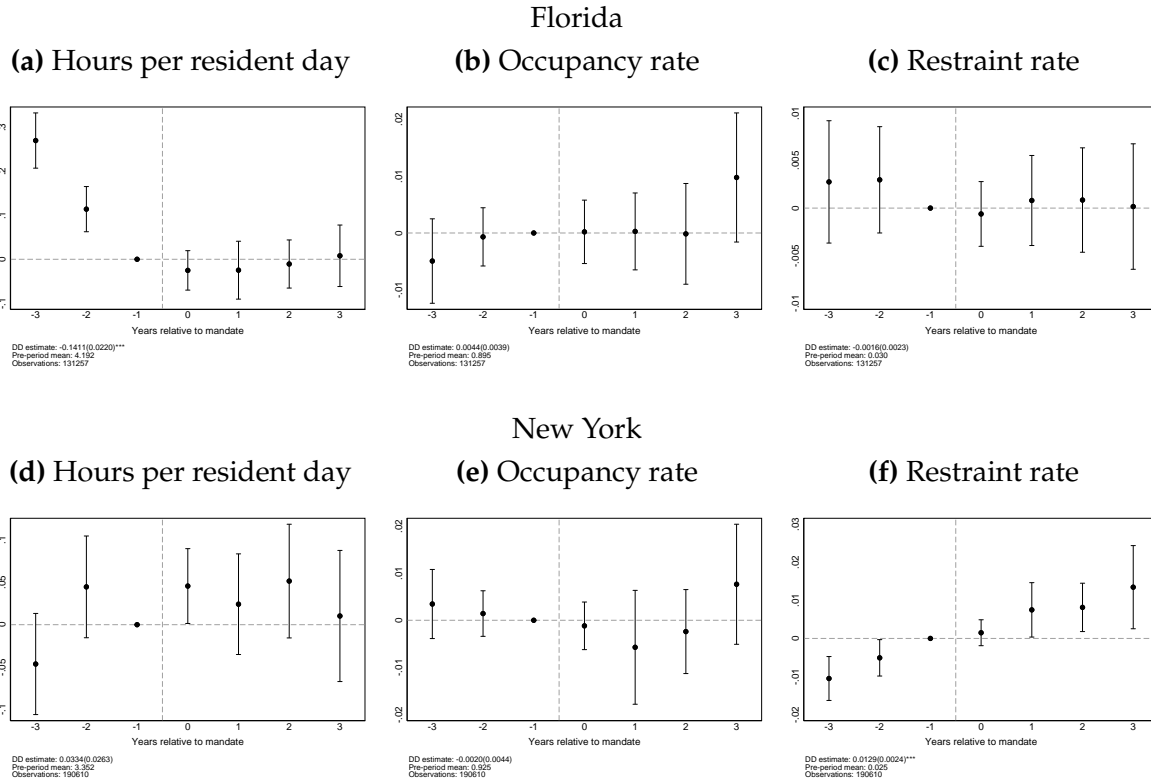 Florida
(a) Hours per resident day
(b) Occupancy rate
(c) Restraint rate
.3
.2
.1
0
-.1
-3 -2 -1 0 1 2 3
Years relative to mandate
DD estimate: -0.1411(0.0220)***
Pre-period mean: 4.192
Observations: 131257
.02
.01
0
-.01
-3 -2 -1 0 1 2 3
Years relative to mandate
DD estimate: 0.0044(0.0039)
Pre-period mean: 0.895
Observations: 131257
.01
.005
0
-.005
-.01
-3 -2 -1 0 1 2 3
Years relative to mandate
DD estimate: -0.0016(0.0023)
Pre-period mean: 0.030
Observations: 131257
New York
(d) Hours per resident day
(e) Occupancy rate
(f) Restraint rate
.1
.05
0
-.05
-.1
-3 -2 -1 0 1 2 3
Years relative to mandate
DD estimate: 0.0334(0.0263)
Pre-period mean: 3.352
Observations: 190610
.02
.01
0
-.01
-.02
-3 -2 -1 0 1 2 3
Years relative to mandate
DD estimate: -0.0020(0.0044)
Pre-period mean: 0.925
Observations: 190610
.03
.02
.01
0
-.01
-.02
-3 -2 -1 0 1 2 3
Years relative to mandate
DD estimate: 0.0129(0.0024)***
Pre-period mean: 0.025
Observations: 190610